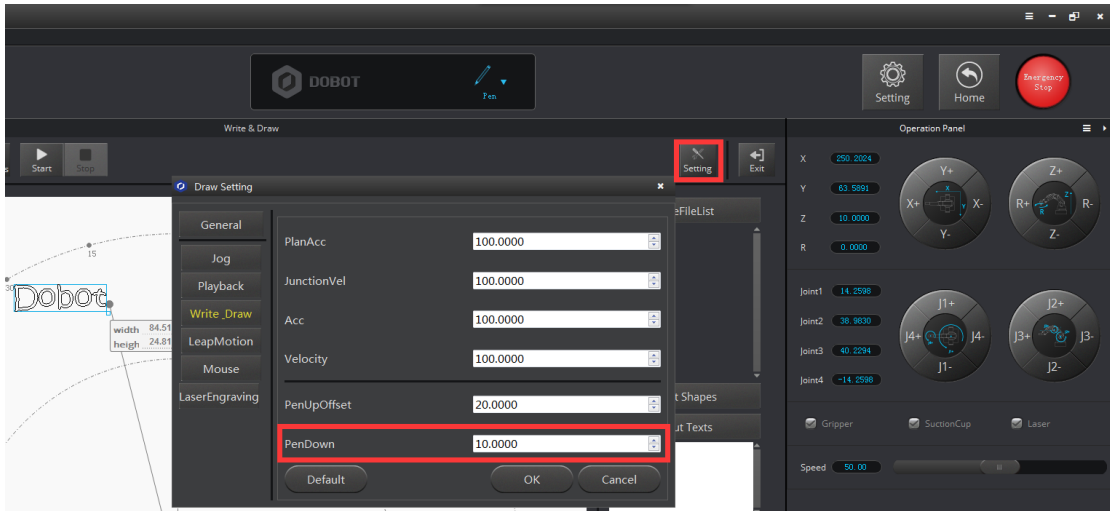 DOBOT
Pen
Setting
Home
Emergency
Stop
Write & Draw
Operation Panel
Start
Stop
Setting
Exit
Draw Setting
eFileList
General
Jog
Playback
Write_Draw
LeapMotion
Mouse
LaserEngraving
PlanAcc 100.0000
JunctionVel 100.0000
Acc 100.0000
Velocity 100.0000
PenUpOffset 20.0000
PenDown 10.0000
Default OK Cancel
t Shapes
ut Texts
15
30
Dobot
width 84.51
heigh 24.81
X 250.2024
Y 63.5891
Z 10.0000
R 0.0000
Y+
X+ X-
Y-
X
Y
Z+
R+ R-
Z-
Z+
R
Joint1 14.2598
Joint2 38.9830
Joint3 40.2294
Joint4 -14.2598
J1+
J4+ J4-
J1-
J2+
J3+ J3-
J2-
Gripper SuctionCup Laser
Speed 50.00